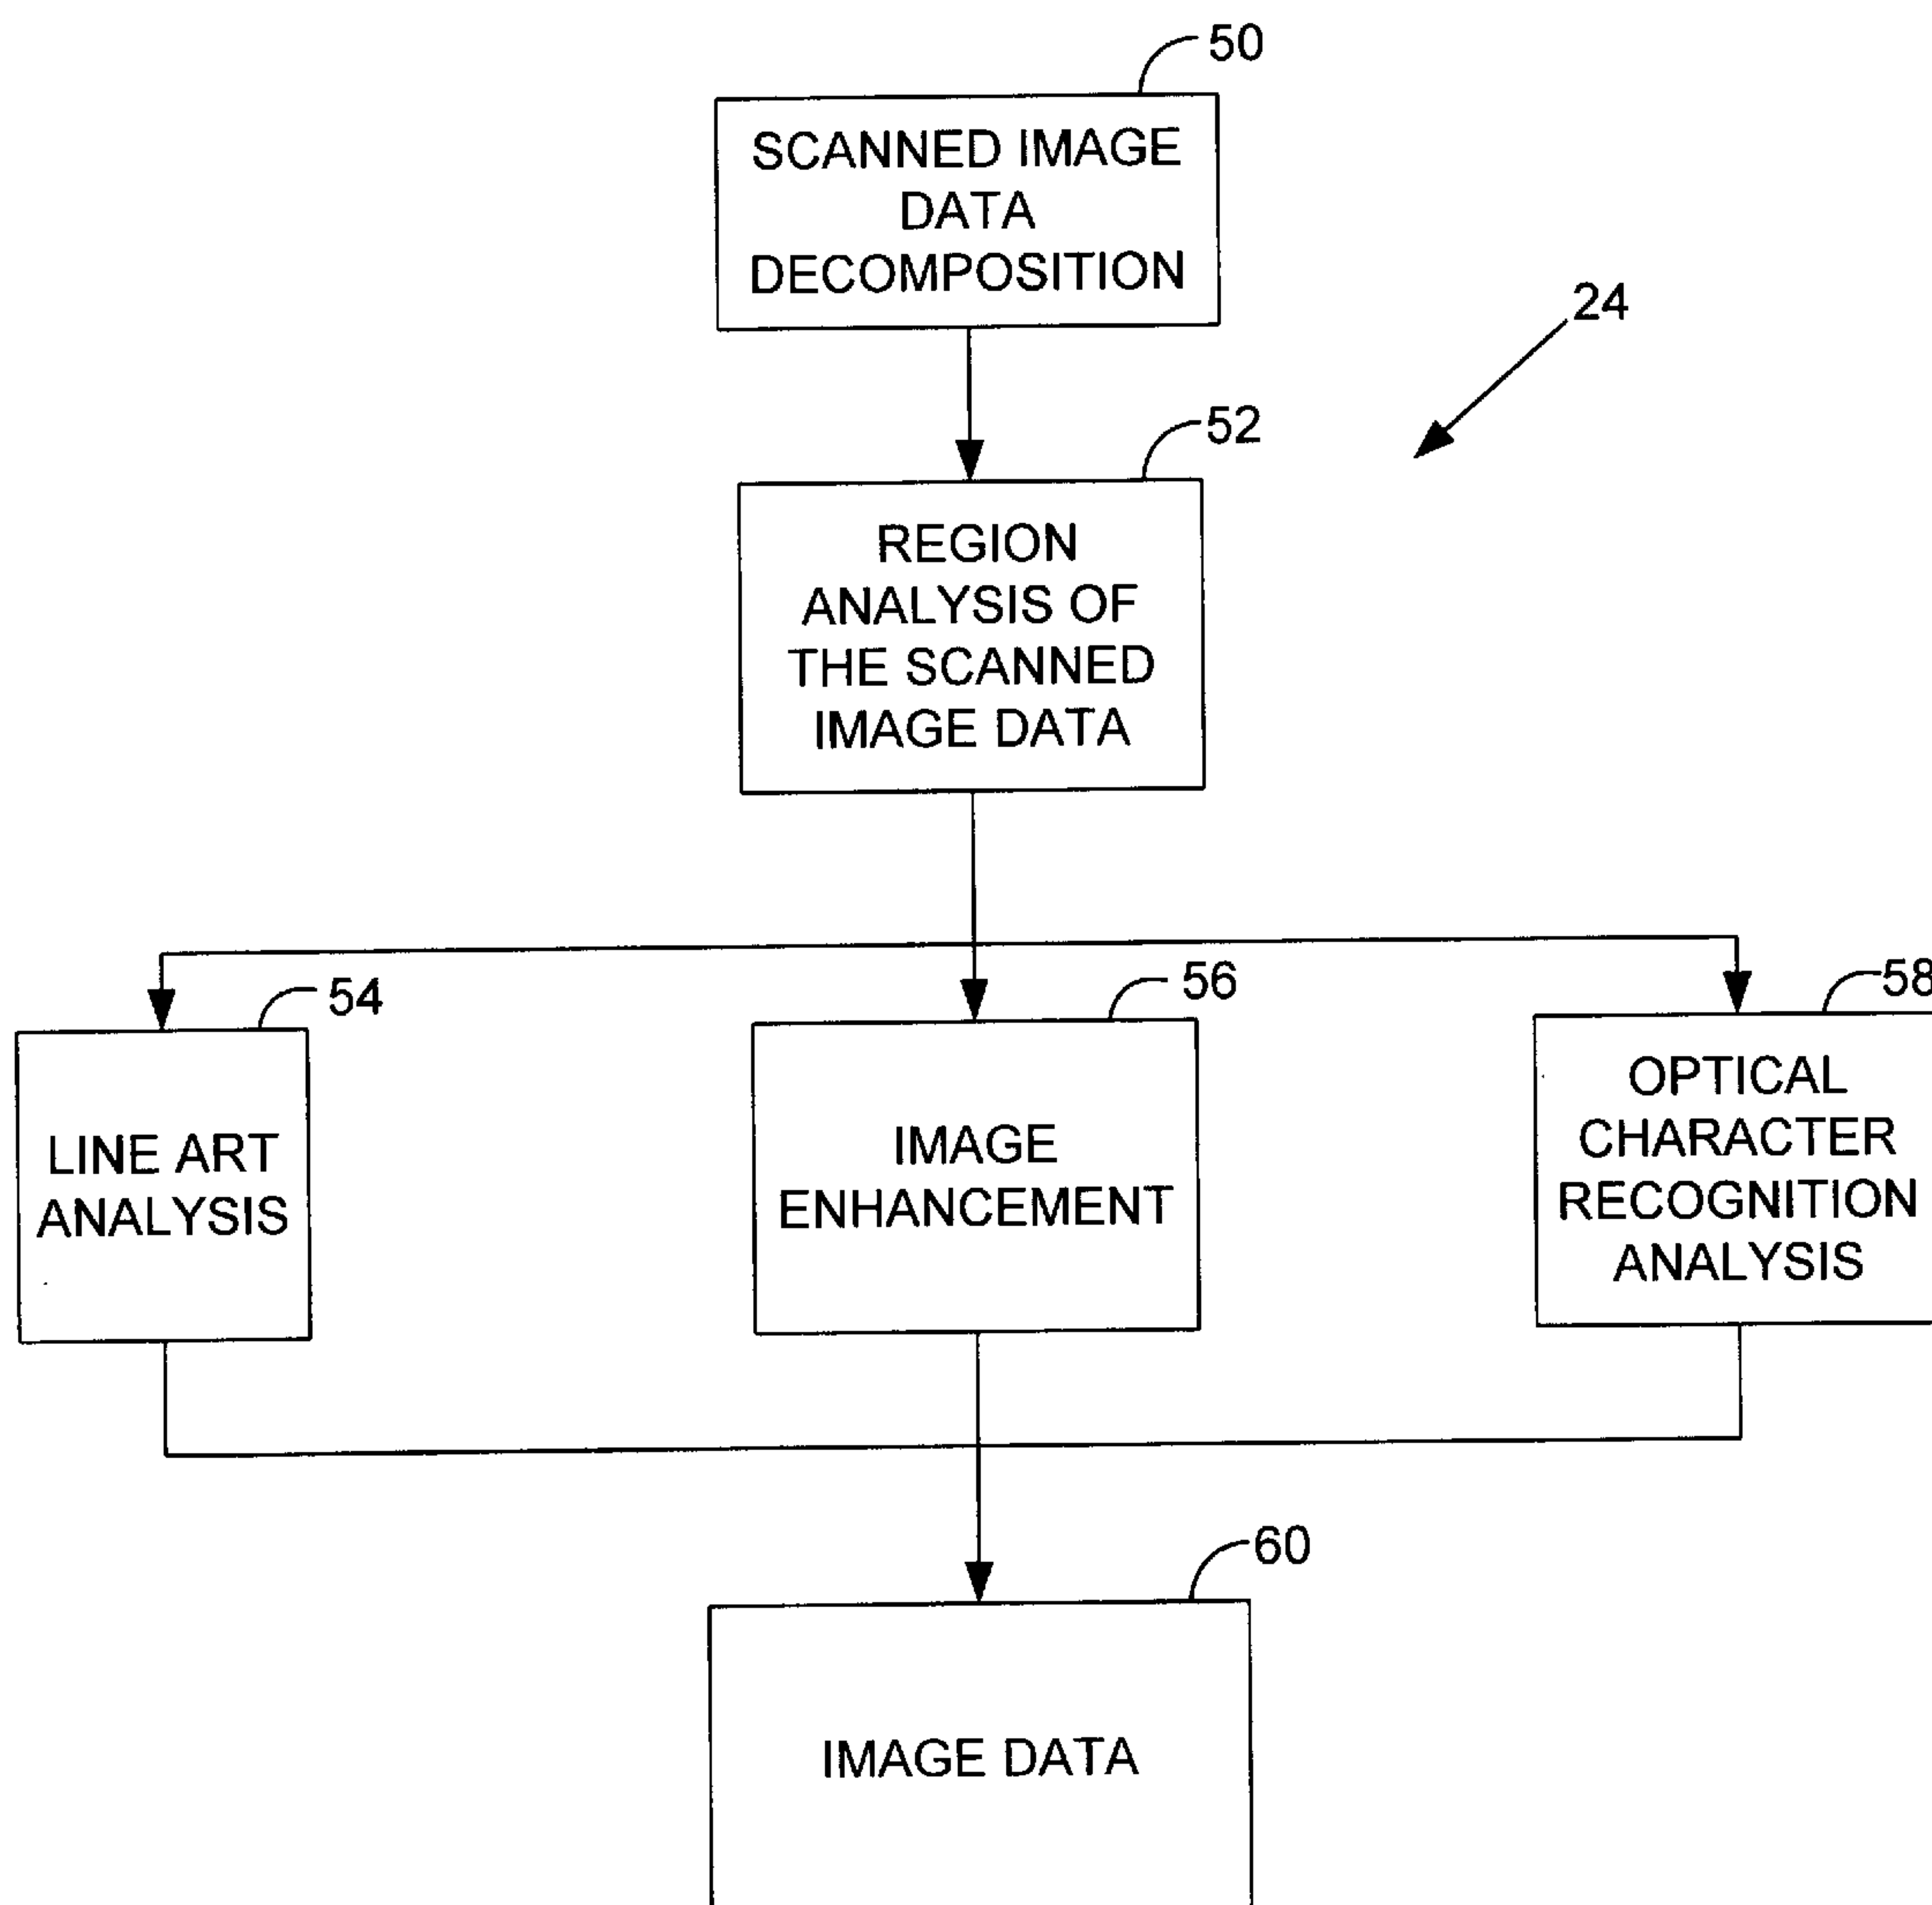 50
SCANNED IMAGE
DATA
DECOMPOSITION
24
52
REGION
ANALYSIS OF
THE SCANNED
IMAGE DATA
54
56
58
LINE ART
ANALYSIS
IMAGE
ENHANCEMENT
OPTICAL
CHARACTER
RECOGNITION
ANALYSIS
60
IMAGE DATA